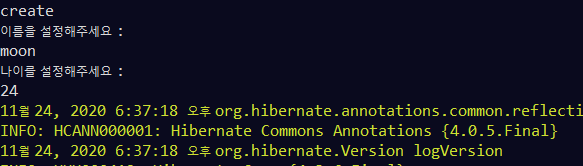 create
이름을 설정해주세요 :
moon
나이를 설정해주세요 :
24
11월 24, 2020 6:37:18 오후 org.hibernate.annotations.common.reflecti
INFO: HCANN000001: Hibernate Commons Annotations {4.0.5.Final}
11월 24, 2020 6:37:18 오후 org.hibernate.Version logVersion